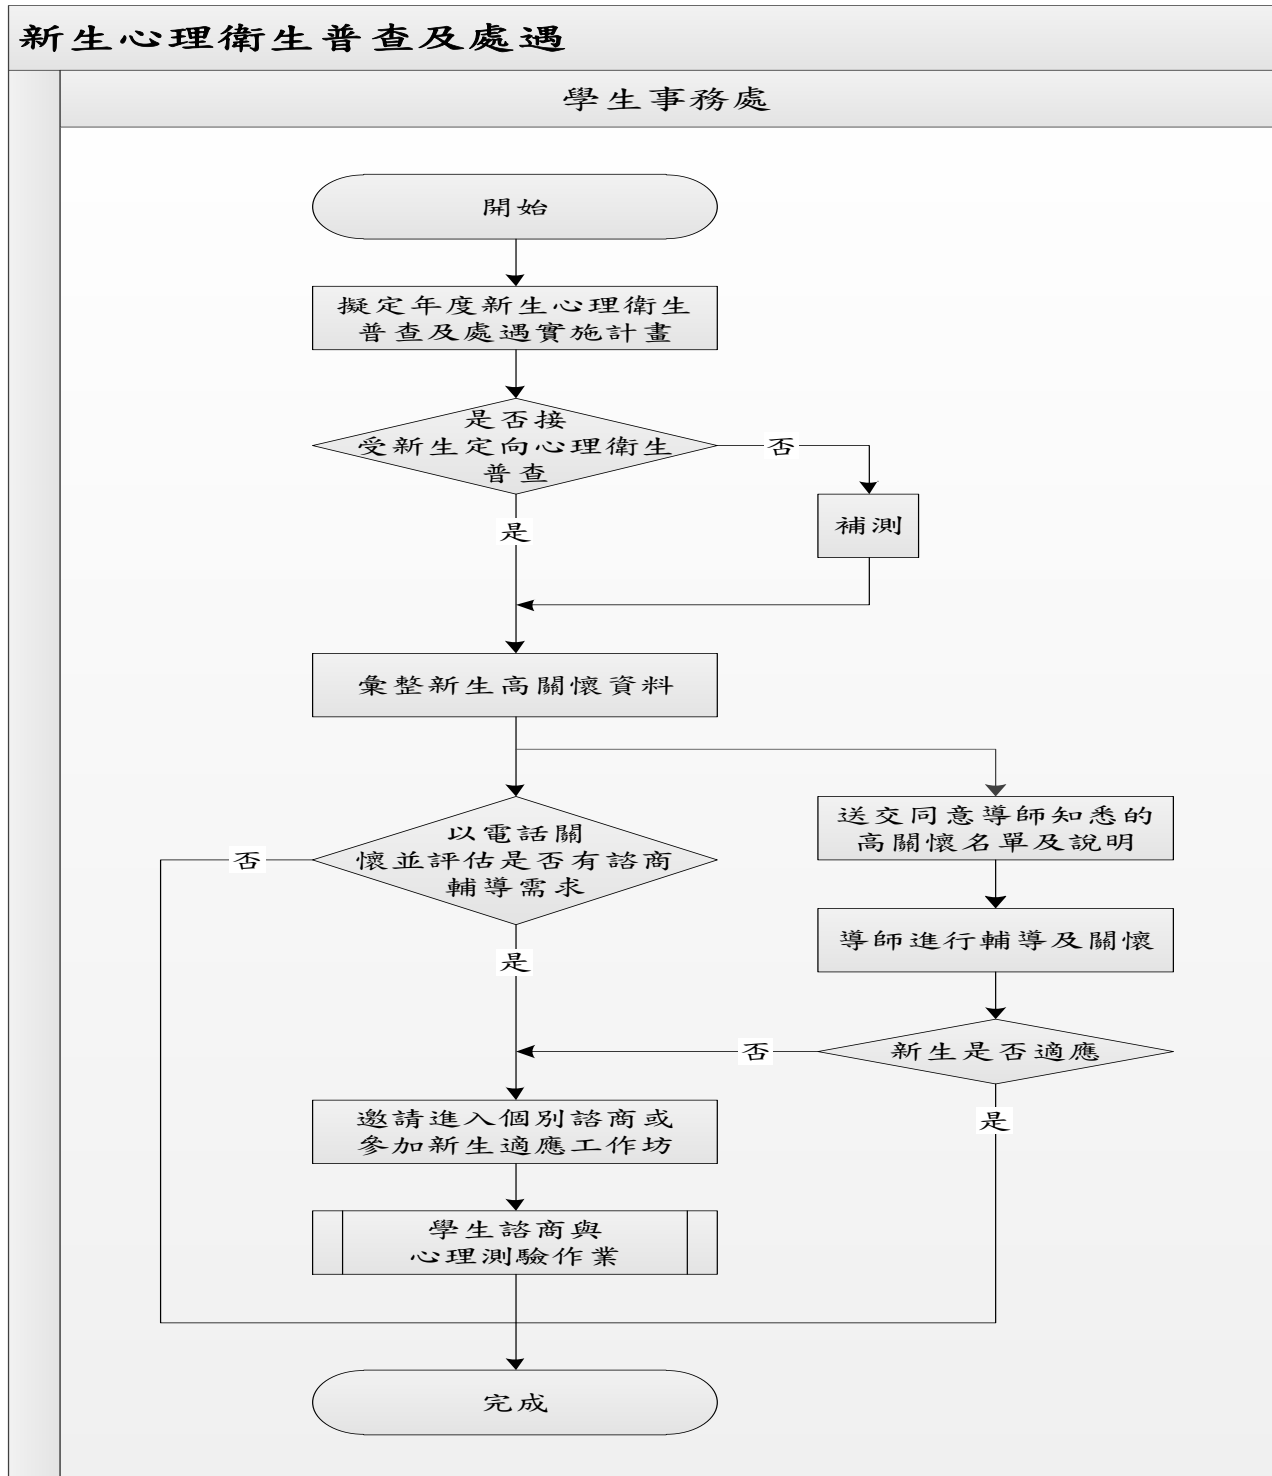 新生心理衛生普查及處遇
學生事務處
開始
擬定年度新生心理衛生
普查及處遇實施計畫
是否接
受新生定向心理衛生
普查
否
是
補測
彙整新生高關懷資料
以電話關
懷並評估是否有諮商
輔導需求
否
是
送交同意導師知悉的
高關懷名單及說明
導師進行輔導及關懷
新生是否適應
否
是
邀請進入個別諮商或
參加新生適應工作坊
學生諮商與
心理測驗作業
完成